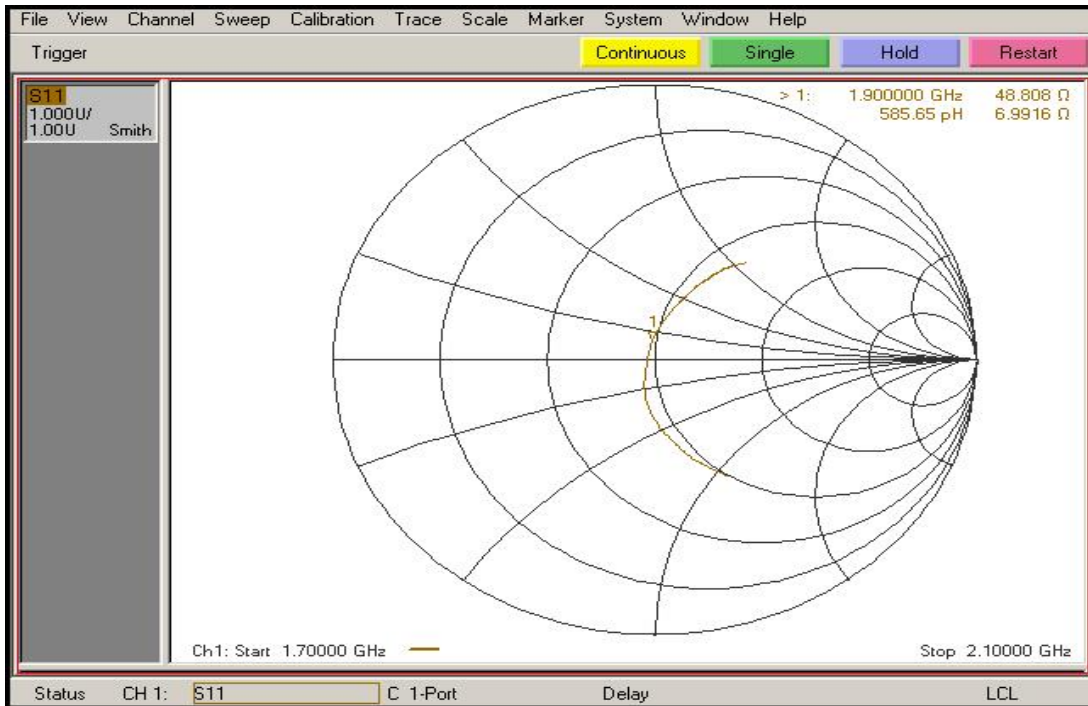 File View Channel Sweep Calibration Trace Scale Marker System Window Help
Trigger Continuous Single Hold Restart
S11
1.000U/
1.00U Smith
> 1: 1.900000 GHz 48.808 Ω
585.65 pH 6.9916 Ω
1
Ch1: Start 1.70000 GHz Stop 2.10000 GHz
Status CH 1: S11 C 1-Port Delay LCL